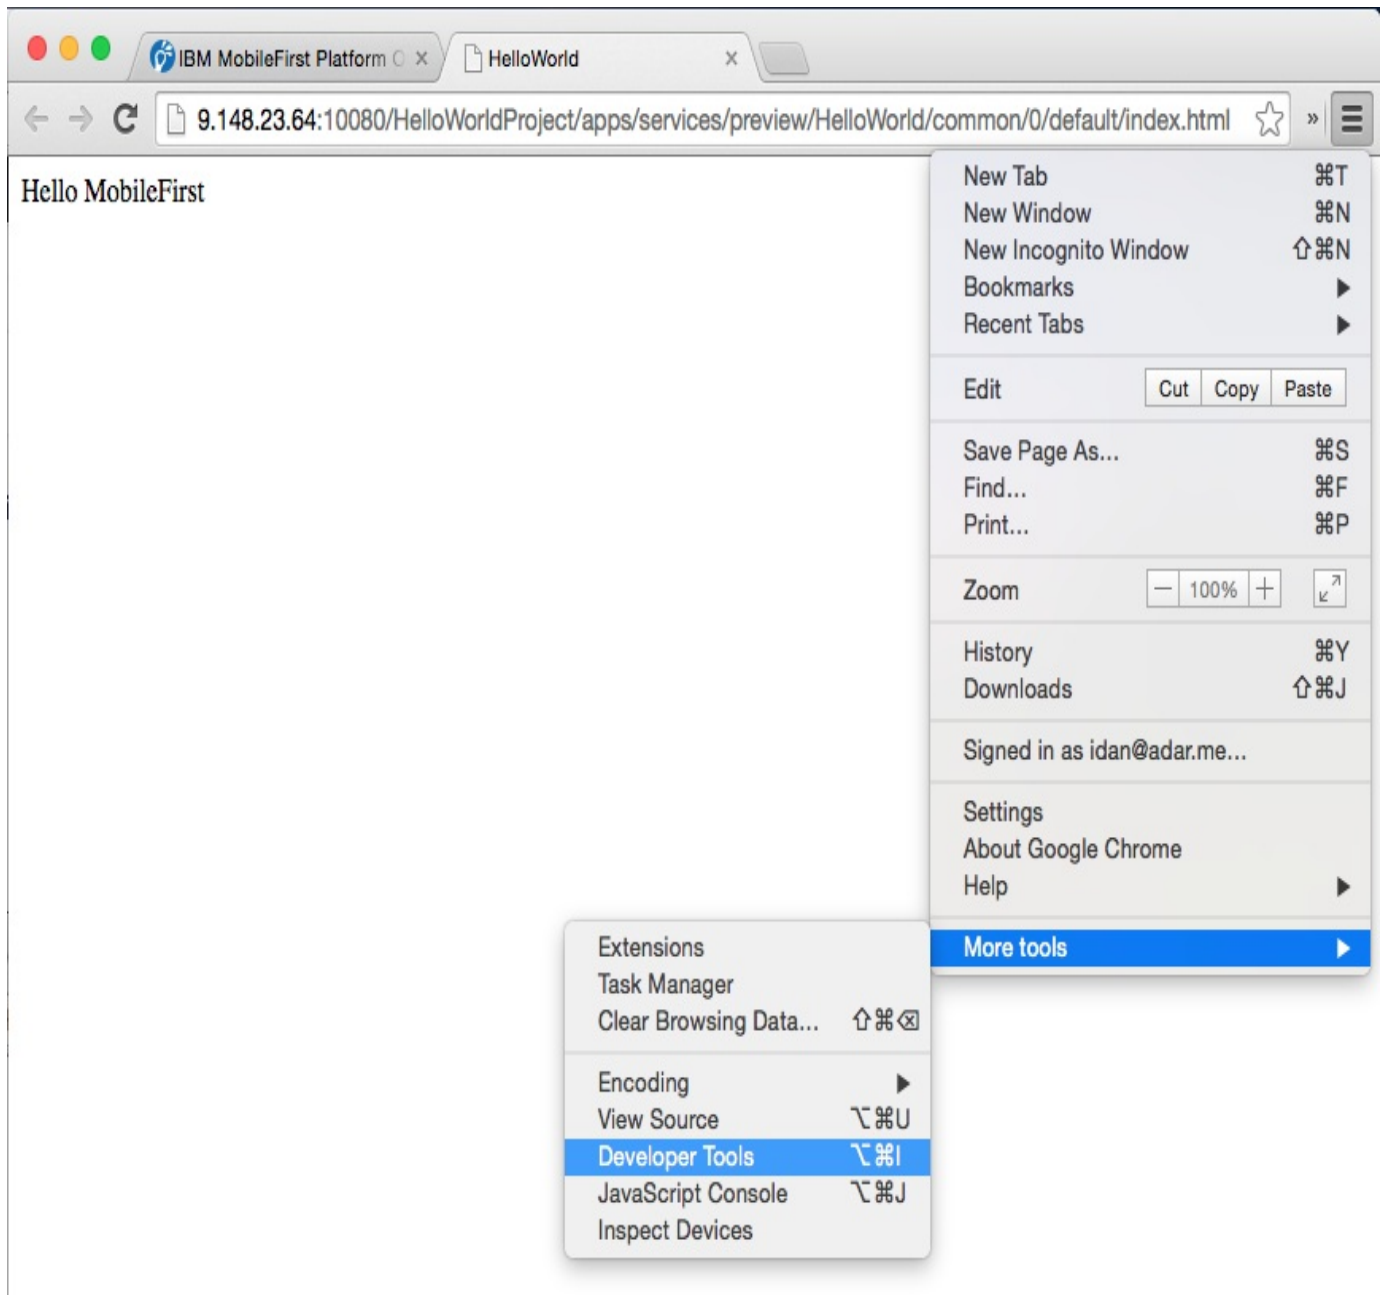 IBM MobileFirst Platform O
HelloWorld
9.148.23.64:10080/HelloWorldProject/apps/services/preview/HelloWorld/common/0/default/index.html
Hello MobileFirst
New Tab ⌘T
New Window ⌘N
New Incognito Window ⇧⌘N
Bookmarks
Recent Tabs
Edit Cut Copy Paste
Save Page As... ⌘S
Find... ⌘F
Print... ⌘P
Zoom — 100% +
History ⌘Y
Downloads ⇧⌘J
Signed in as idan@adar.me...
Settings
About Google Chrome
Help
More tools
Extensions
Task Manager
Clear Browsing Data... ⇧⌘⌫
Encoding
View Source ⌥⌘U
Developer Tools ⌥⌘I
JavaScript Console ⌥⌘J
Inspect Devices